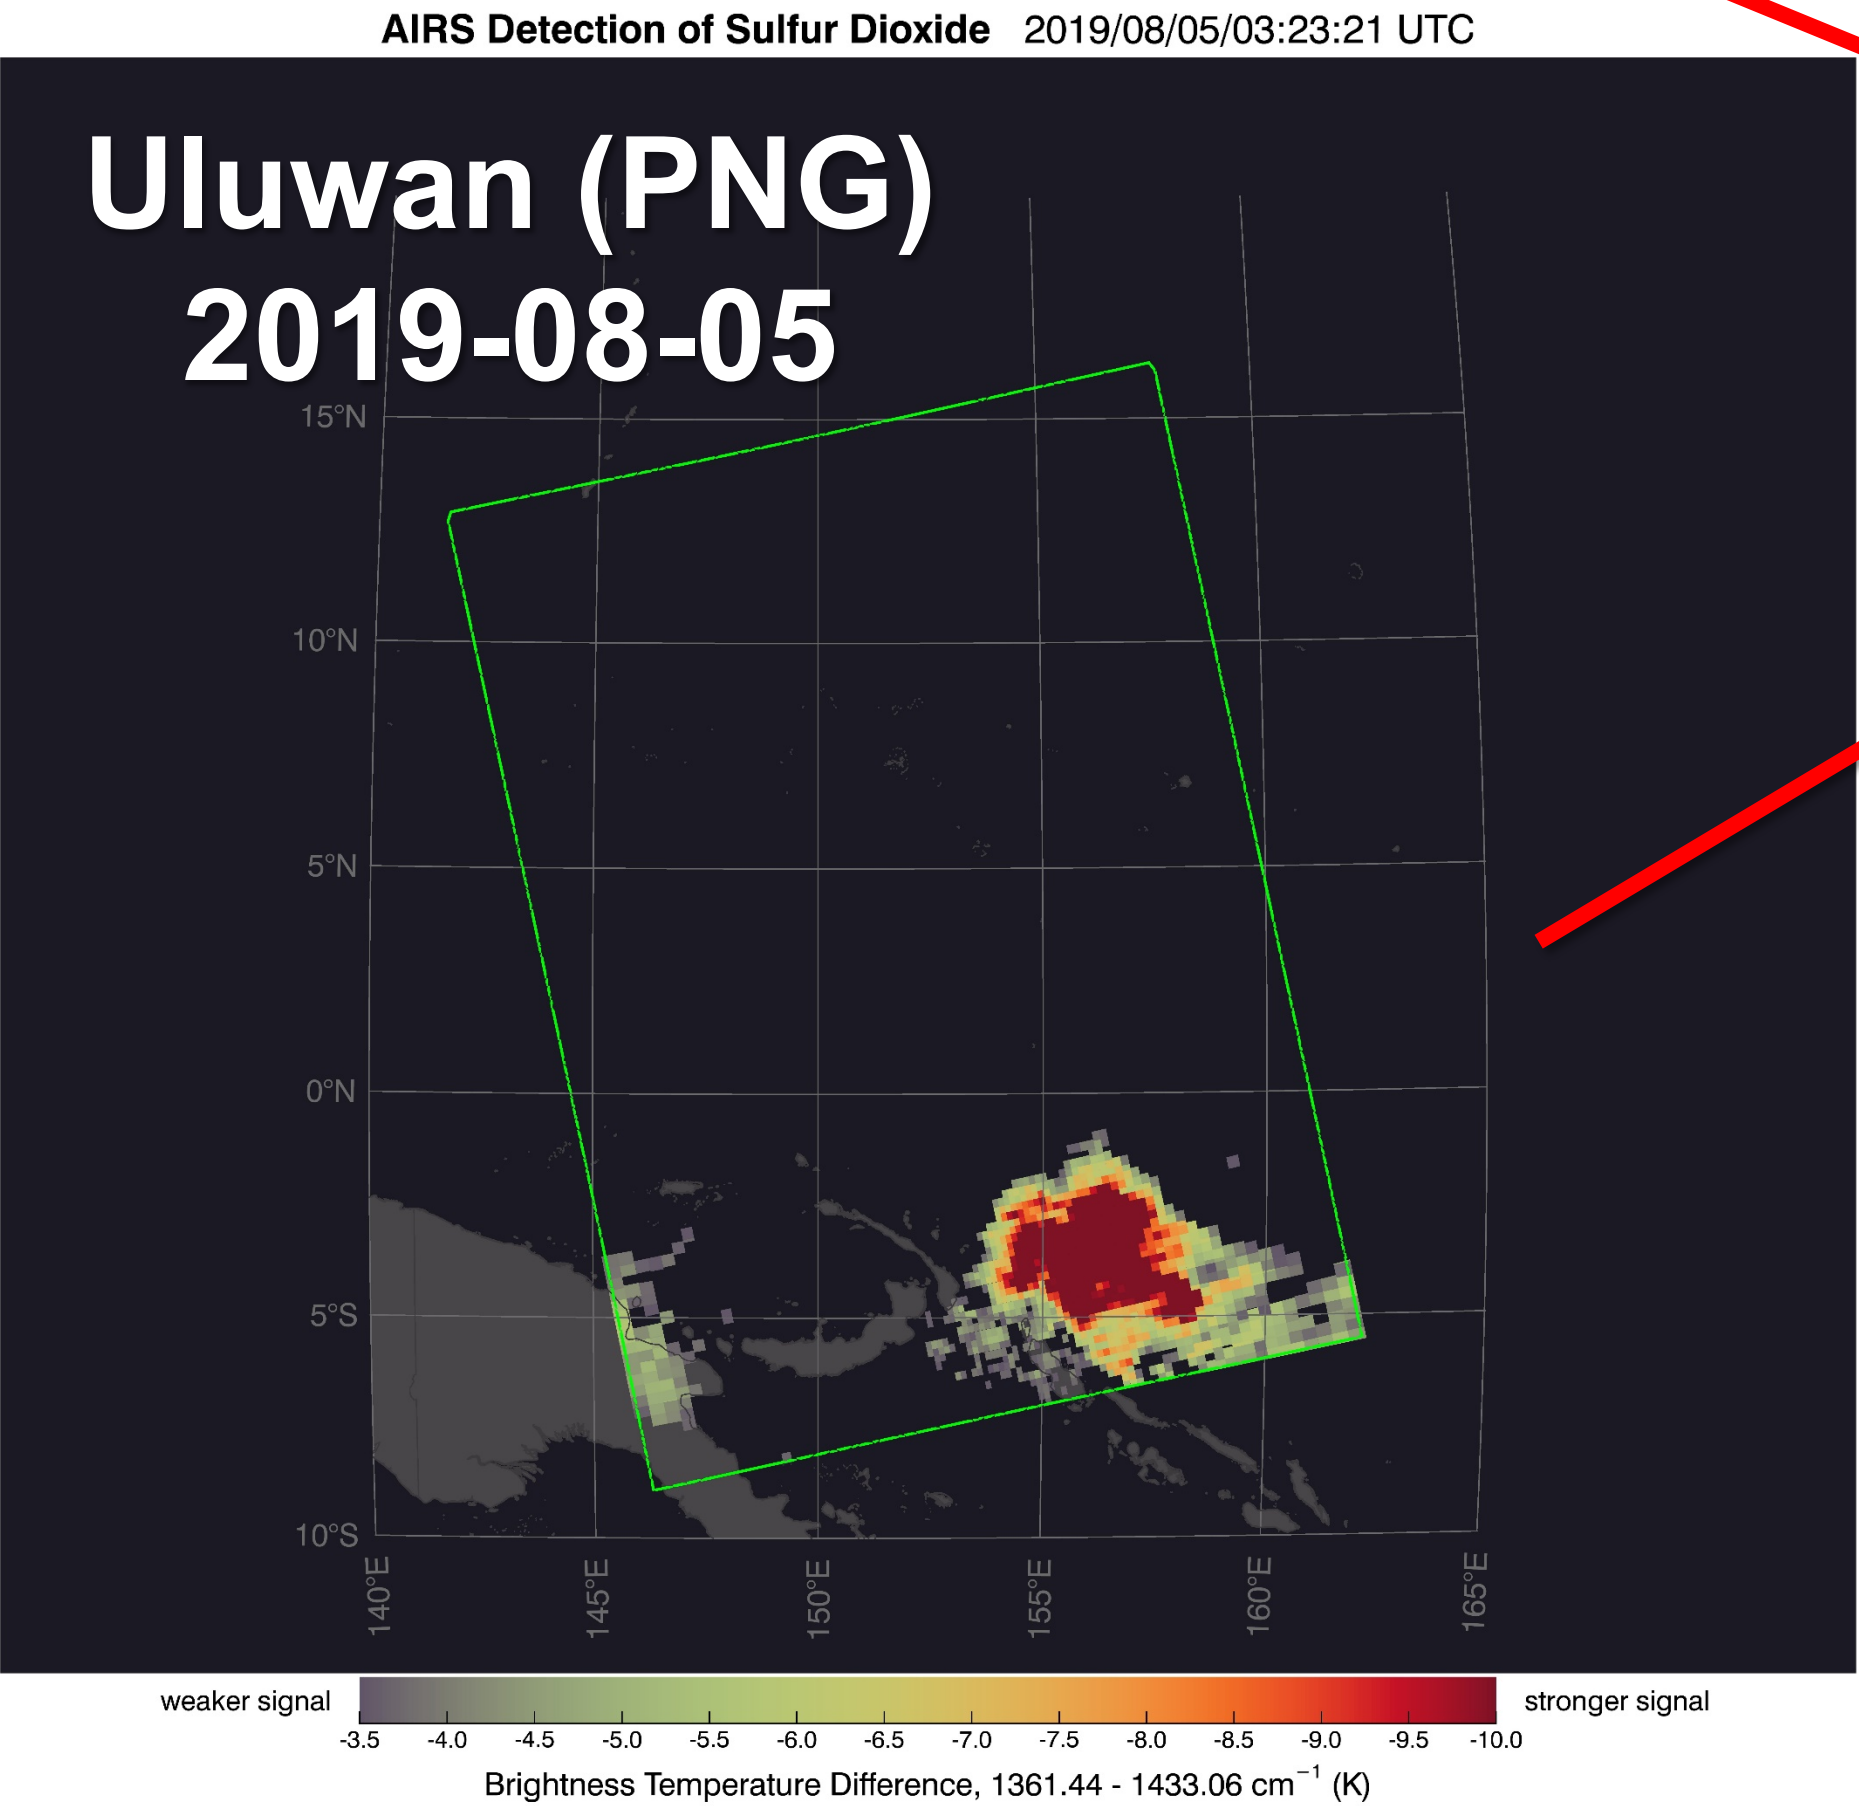 AIRS Detection of Sulfur Dioxide 2019/08/05/03:23:21 UTC
Uluwan (PNG)
2019-08-05
15°N
10°N
5°N
0°N
5°S
10°S
140°E 145°E 150°E 155°E 160°E 165°E
weaker signal stronger signal
-3.5 -4.0 -4.5 -5.0 -5.5 -6.0 -6.5 -7.0 -7.5 -8.0 -8.5 -9.0 -9.5 -10.0
Brightness Temperature Difference, 1361.44 - 1433.06 cm⁻¹ (K)